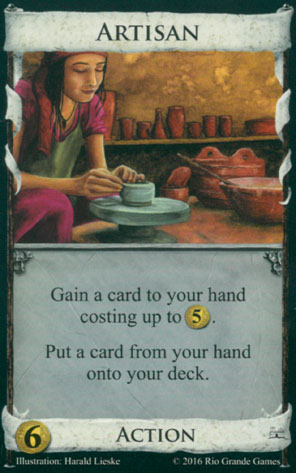 ARTISAN
Gain a card to your hand
costing up to 5.
Put a card from your hand
onto your deck.
6
ACTION
Illustration: Harald Lieske
© 2016 Rio Grande Games